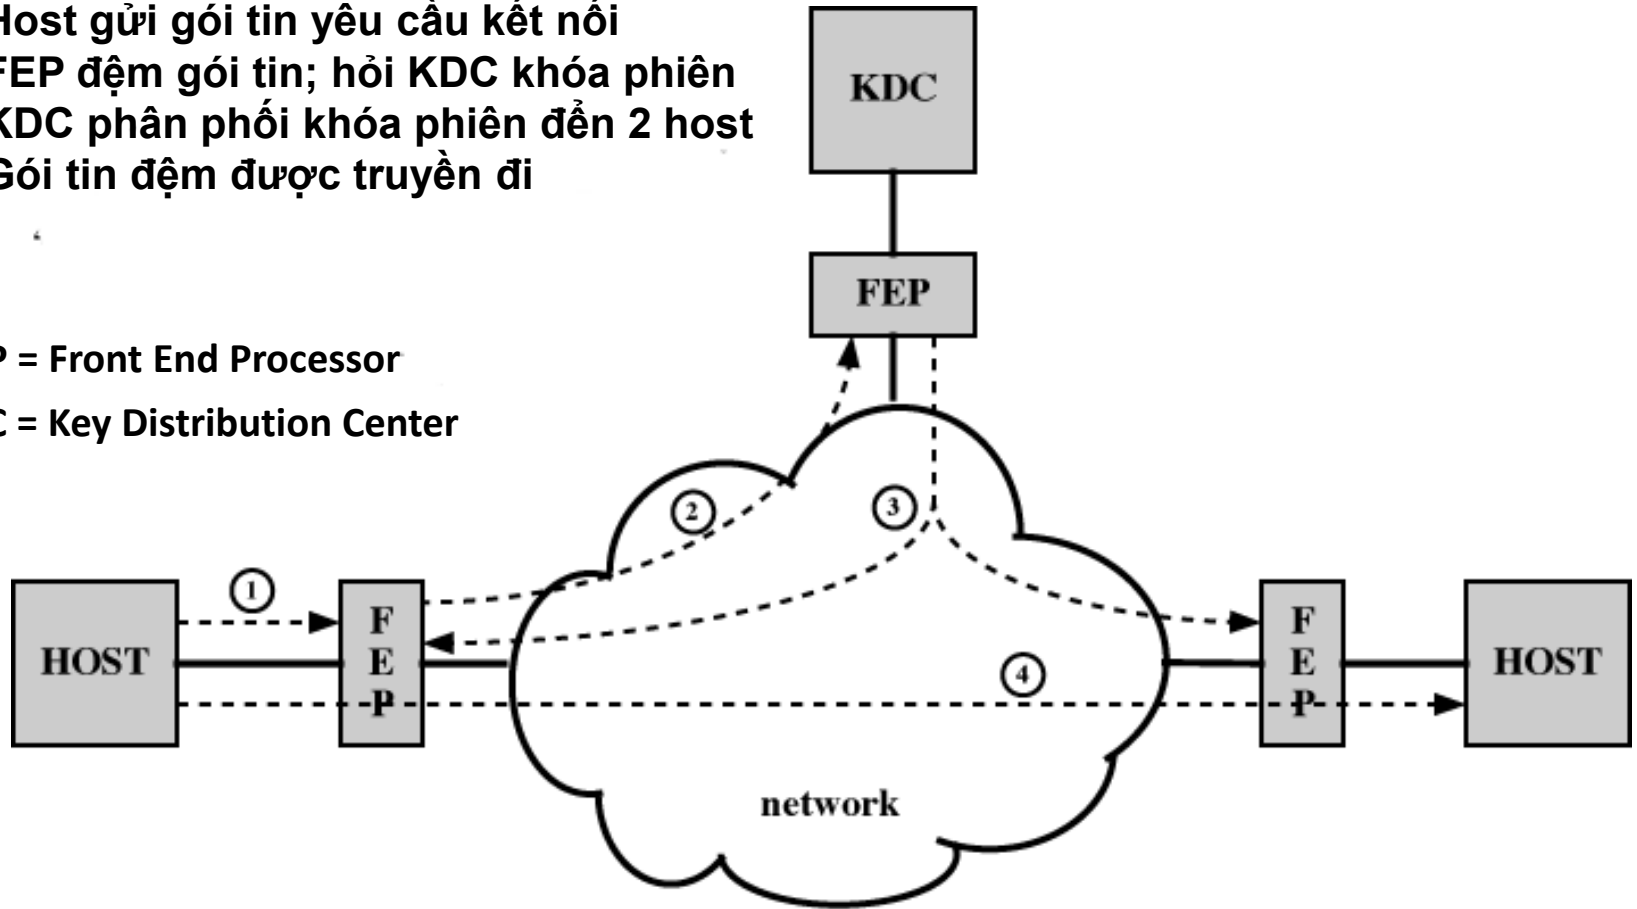 Host gửi gói tin yêu cầu kết nối
FEP đệm gói tin; hỏi KDC khóa phiên
KDC phân phối khóa phiên đển 2 host
Gói tin đệm được truyền đi
KDC
FEP
P = Front End Processor
C = Key Distribution Center
2
3
1
HOST
F
E
P
4
F
E
P
HOST
network